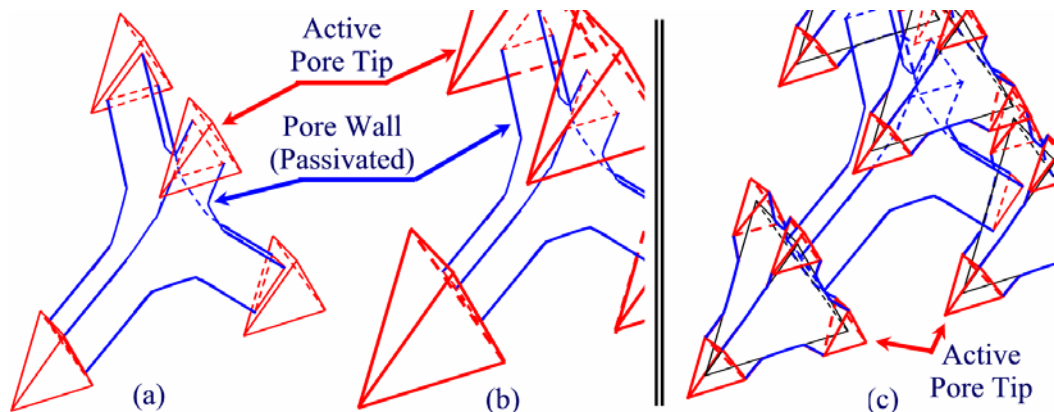 Active
Pore Tip
Pore Wall
(Passivated)
(a)
(b)
(c)
Active
Pore Tip